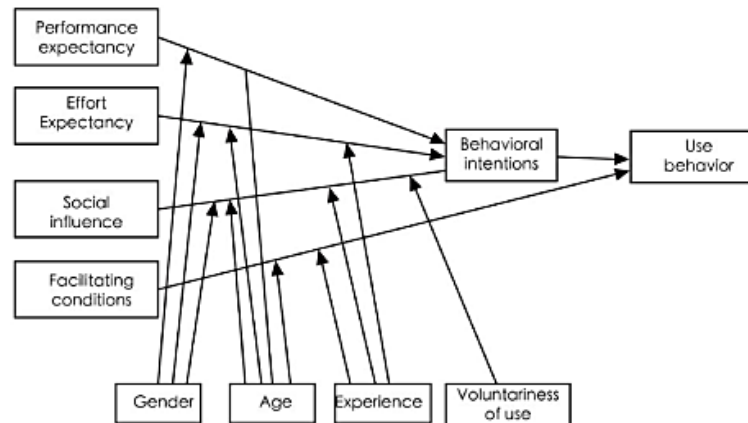 Performance
expectancy
Effort
Expectancy
Social
influence
Facilitating
conditions
Behavioral
intentions
Use
behavior
Gender
Age
Experience
Voluntariness
of use